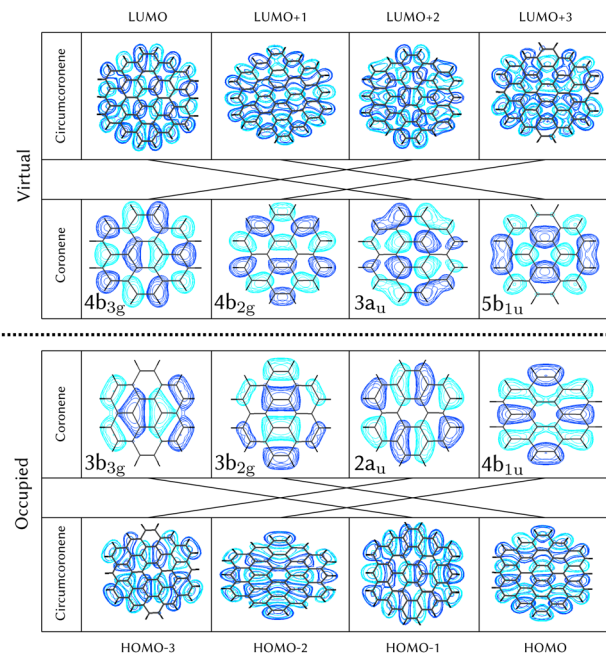 LUMO LUMO+1 LUMO+2 LUMO+3
Virtual
Circumcoronene
Coronene
4b3g 4b2g 3au 5b1u
Occupied
Coronene
3b3g 3b2g 2au 4b1u
Circumcoronene
HOMO-3 HOMO-2 HOMO-1 HOMO